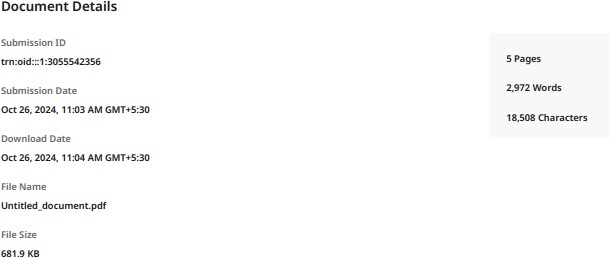 Document Details
Submission ID
trn:oid:::1:3055542356
Submission Date
Oct 26, 2024, 11:03 AM GMT+5:30
Download Date
Oct 26, 2024, 11:04 AM GMT+5:30
File Name
Untitled_document.pdf
File Size
681.9 KB
5 Pages
2,972 Words
18,508 Characters